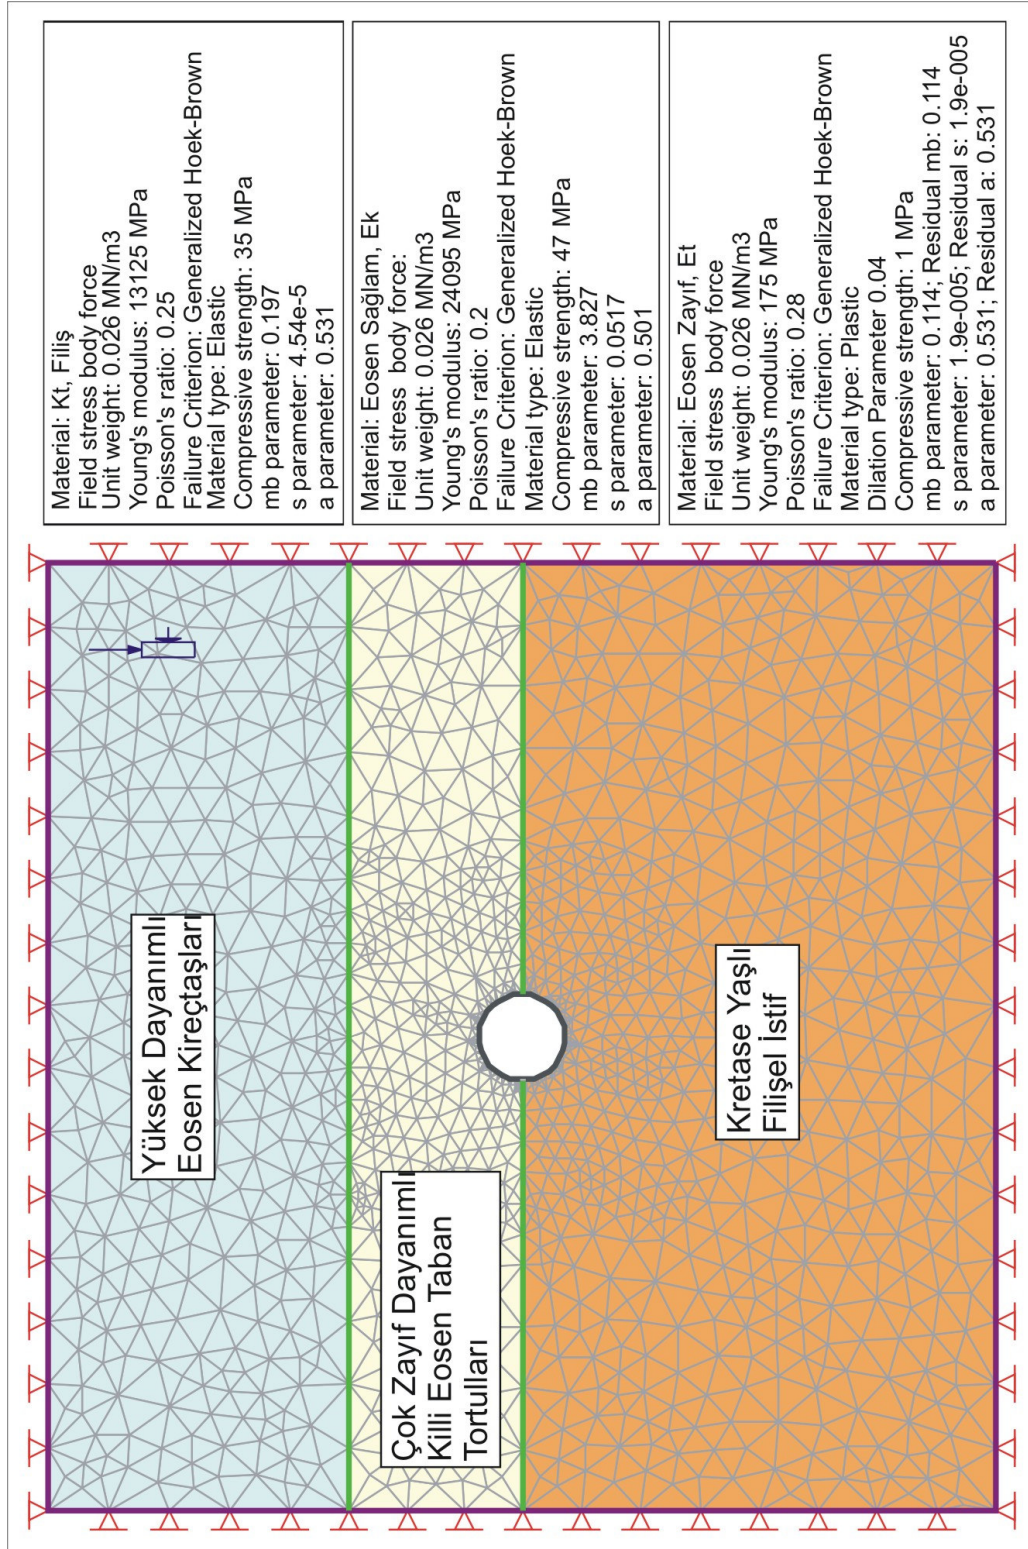 Material: Kt, Filiş
Field stress body force
Unit weight: 0.026 MN/m3
Young's modulus: 13125 MPa
Poisson's ratio: 0.25
Failure Criterion: Generalized Hoek-Brown
Material type: Elastic
Compressive strength: 35 MPa
mb parameter: 0.197
s parameter: 4.54e-5
a parameter: 0.531
Material: Eosen Sağlam, Ek
Field stress body force:
Unit weight: 0.026 MN/m3
Young's modulus: 24095 MPa
Poisson's ratio: 0.2
Failure Criterion: Generalized Hoek-Brown
Material type: Elastic
Compressive strength: 47 MPa
mb parameter: 3.827
s parameter: 0.0517
a parameter: 0.501
Material: Eosen Zayıf, Et
Field stress body force
Unit weight: 0.026 MN/m3
Young's modulus: 175 MPa
Poisson's ratio: 0.28
Failure Criterion: Generalized Hoek-Brown
Material type: Plastic
Dilation Parameter 0.04
Compressive strength: 1 MPa
mb parameter: 0.114; Residual mb: 0.114
s parameter: 1.9e-005; Residual s: 1.9e-005
a parameter: 0.531; Residual a: 0.531
Yüksek Dayanımlı
Eosen Kireçtaşları
Çok Zayıf Dayanımlı
Killi Eosen Taban
Tortulları
Kretase Yaşlı
Filişel İstif